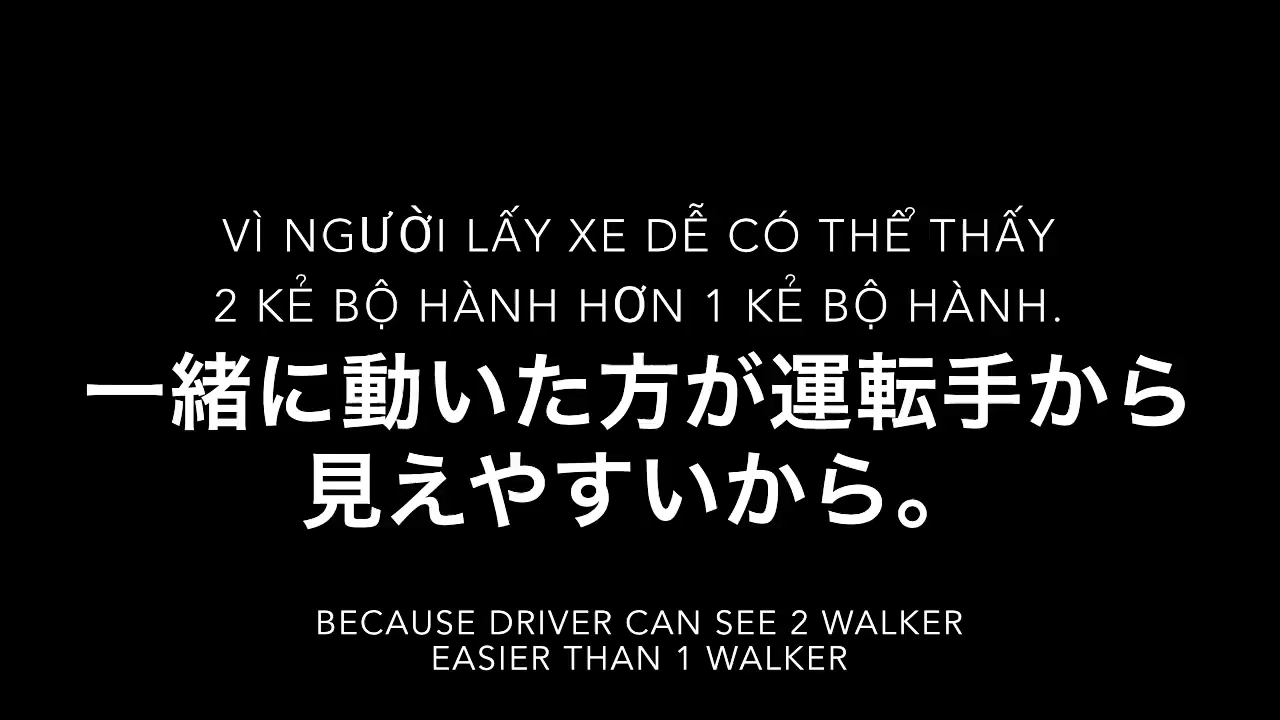 VÌ NGƯỜI LẤY XE DỄ CÓ THỂ THẤY
2 KẺ BỘ HÀNH HƠN 1 KẺ BỘ HÀNH.
一緒に動いた方が運転手から
見えやすいから。
BECAUSE DRIVER CAN SEE 2 WALKER
EASIER THAN 1 WALKER